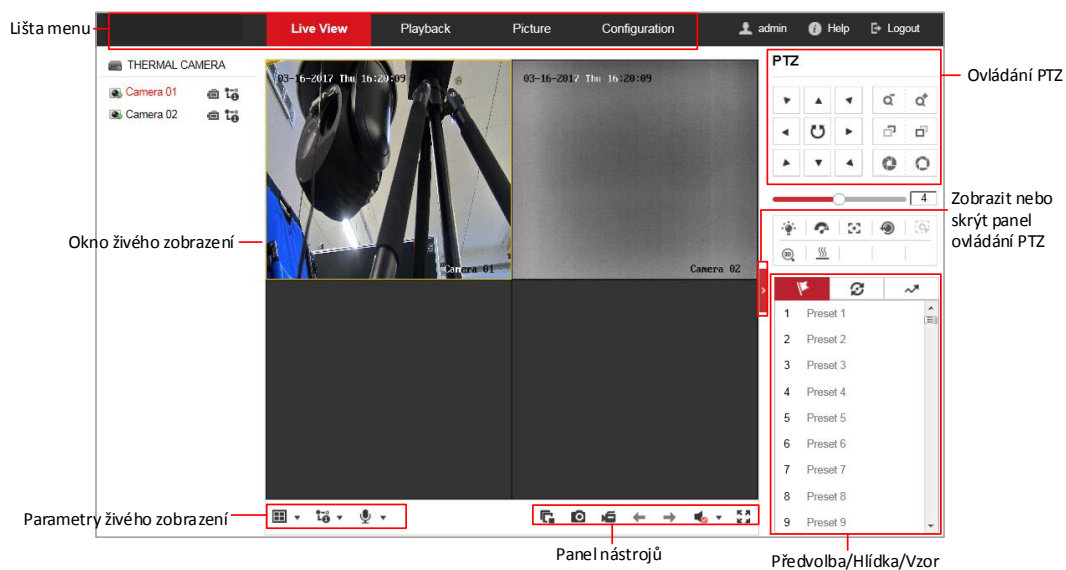 Lišta menu
Live View
Playback
Picture
Configuration
admin
Help
Logout
THERMAL CAMERA
Camera 01
Camera 02
03-16-2017 Thu 16:20:09
Camera 01
03-16-2017 Thu 16:20:09
Camera 02
PTZ
Ovládání PTZ
4
Zobrazit nebo
skrýt panel
ovládání PTZ
Okno živého zobrazení
1 Preset 1
2 Preset 2
3 Preset 3
4 Preset 4
5 Preset 5
6 Preset 6
7 Preset 7
8 Preset 8
9 Preset 9
3D
Parametry živého zobrazení
Panel nástrojů
Předvolba/Hlídka/Vzor